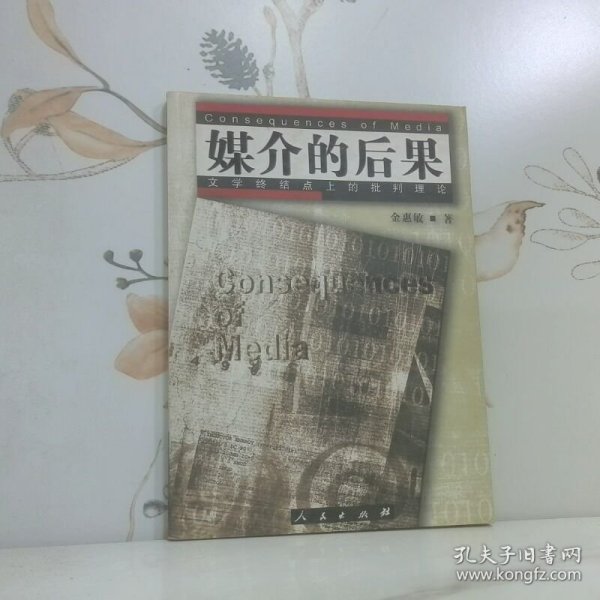 Consequences of Media
媒介的后果
文学终结点上的批判理论
金惠敏■著
Consequences
of
Media
人民出版社
孔夫子旧书网
www.kongfz.com